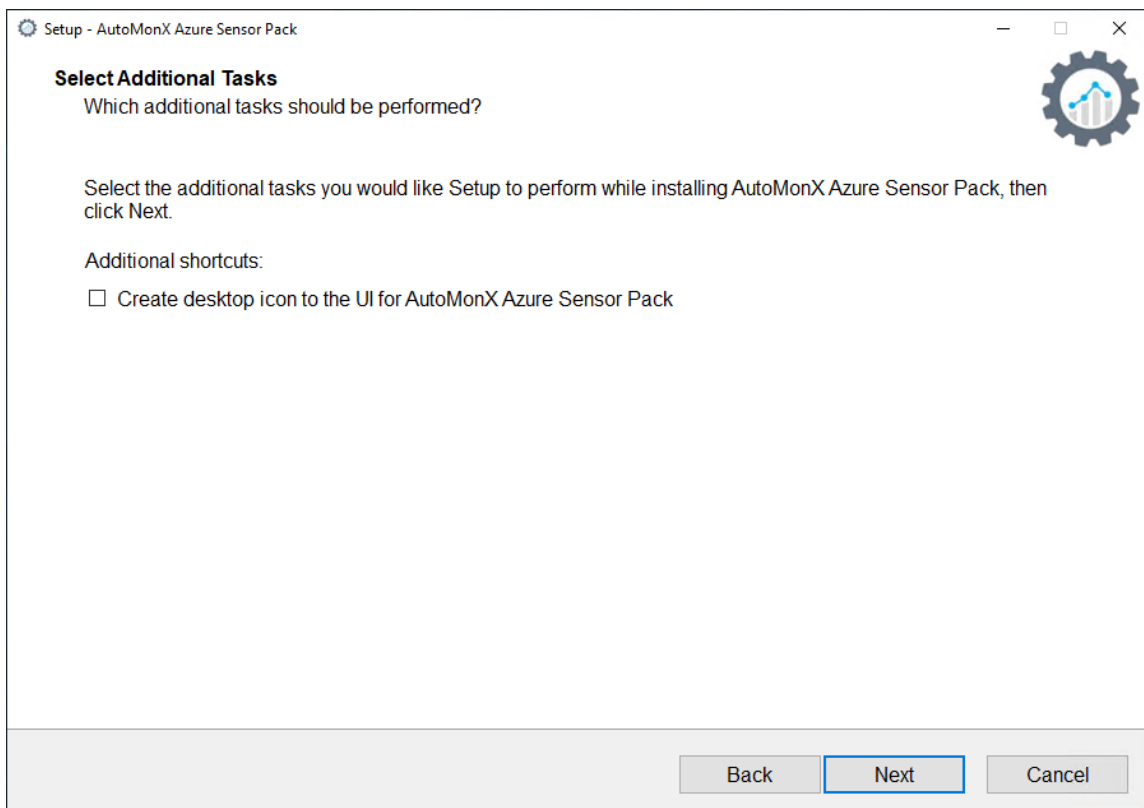 Setup - AutoMonX Azure Sensor Pack
Select Additional Tasks
Which additional tasks should be performed?
Select the additional tasks you would like Setup to perform while installing AutoMonX Azure Sensor Pack, then
click Next.
Additional shortcuts:
Create desktop icon to the UI for AutoMonX Azure Sensor Pack
Back Next Cancel